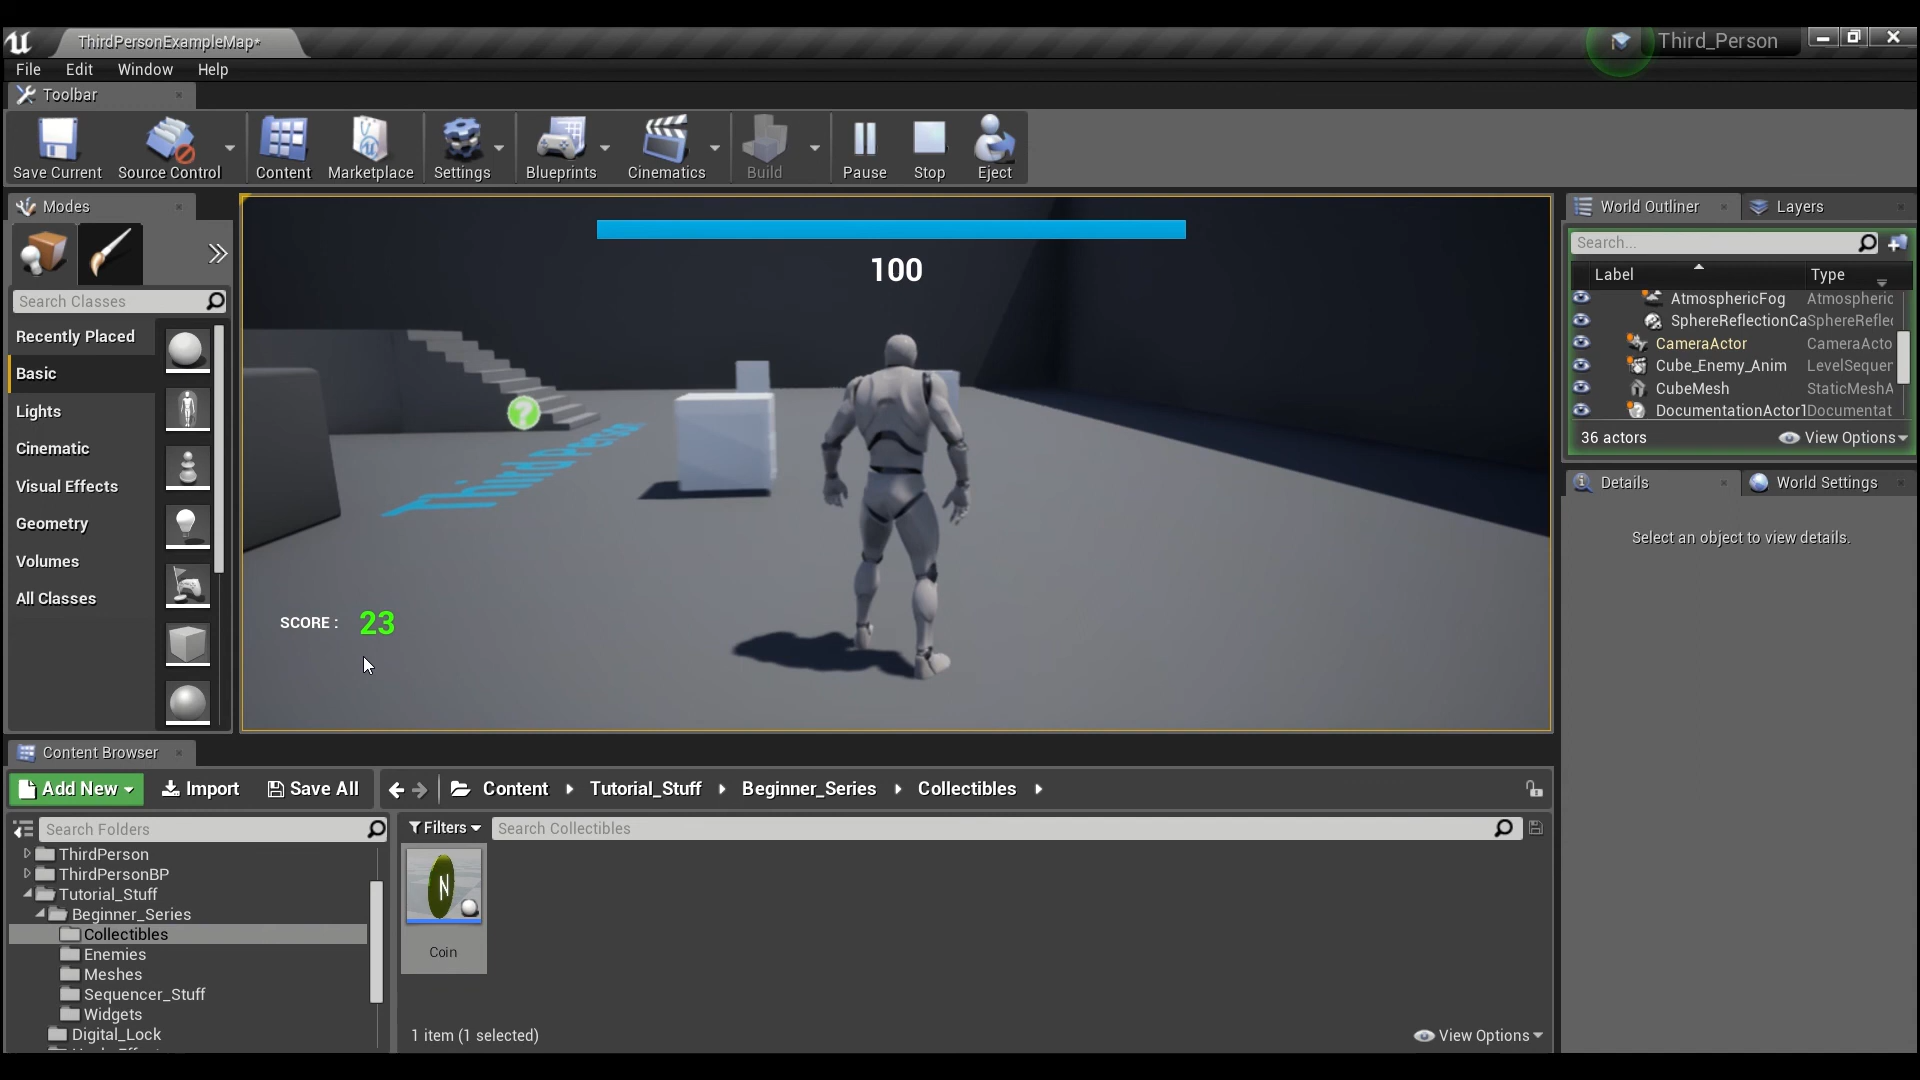 ThirdPersonExampleMap*
Third_Person
File Edit Window Help
Toolbar
Save Current Source Control Content Marketplace Settings Blueprints Cinematics Build Pause Stop Eject
Modes
Search Classes
Recently Placed
Basic
Lights
Cinematic
Visual Effects
Geometry
Volumes
All Classes
100
SCORE : 23
World Outliner Layers
Search...
Label Type
AtmosphericFog Atmospheric
SphereReflectionCa SphereReflec
CameraActor CameraActo
Cube_Enemy_Anim LevelSequer
CubeMesh StaticMeshA
DocumentationActor1 Documentat
36 actors View Options
Details World Settings
Select an object to view details.
Content Browser
Add New Import Save All Content Tutorial_Stuff Beginner_Series Collectibles
Search Folders
ThirdPerson
ThirdPersonBP
Tutorial_Stuff
Beginner_Series
Collectibles
Enemies
Meshes
Sequencer_Stuff
Widgets
Digital_Lock
Filters Search Collectibles
N
Coin
1 item (1 selected) View Options